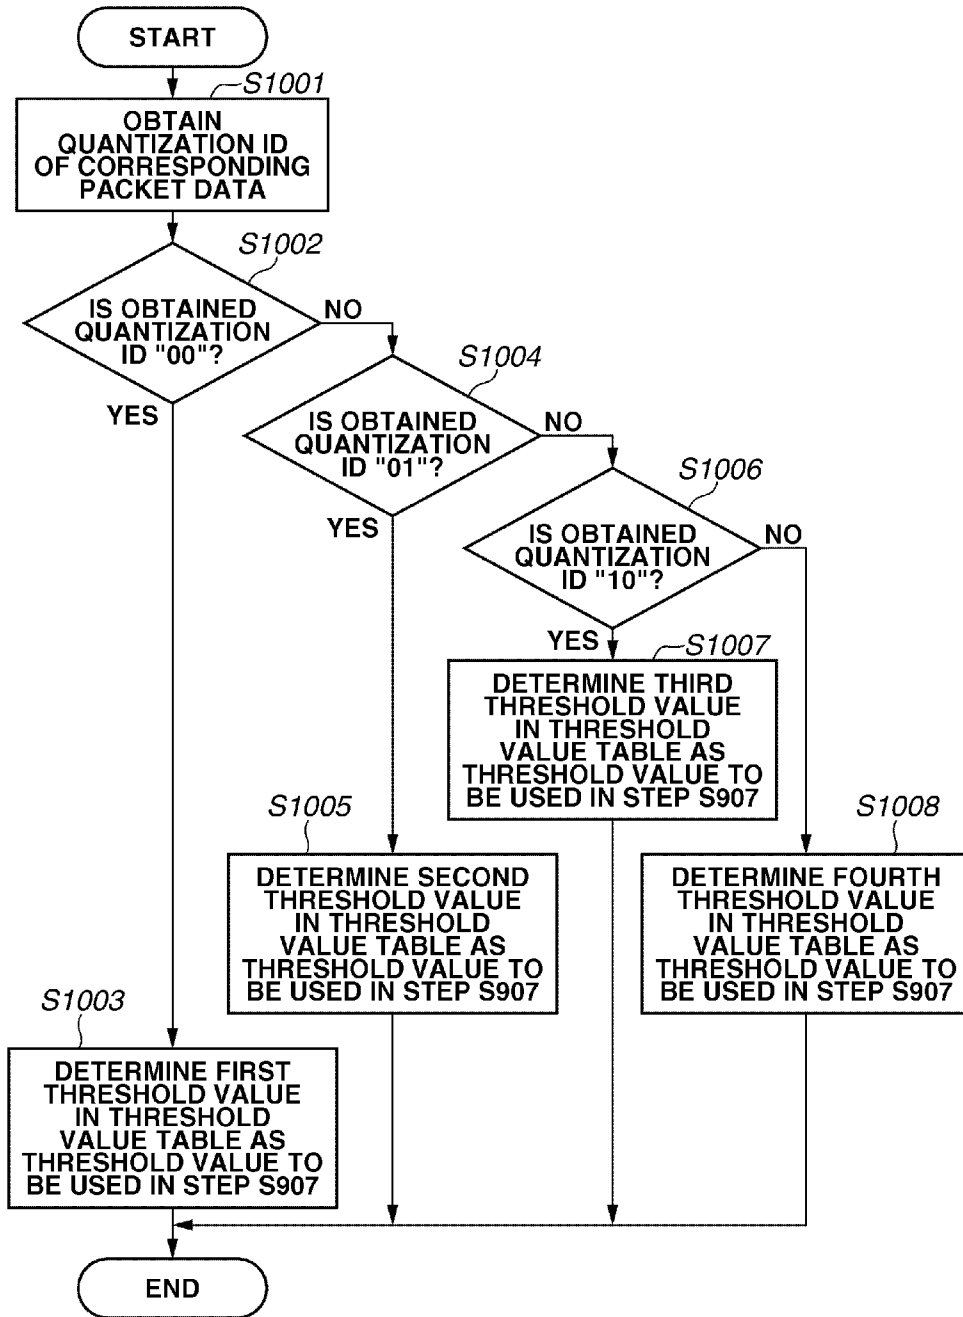 START
S1001
OBTAIN
QUANTIZATION ID
OF CORRESPONDING
PACKET DATA
S1002
IS OBTAINED
QUANTIZATION
ID "00"?
NO
YES
S1004
IS OBTAINED
QUANTIZATION
ID "01"?
NO
YES
S1006
IS OBTAINED
QUANTIZATION
ID "10"?
NO
YES
S1007
DETERMINE THIRD
THRESHOLD VALUE
IN THRESHOLD
VALUE TABLE AS
THRESHOLD VALUE TO
BE USED IN STEP S907
S1005
DETERMINE SECOND
THRESHOLD VALUE
IN THRESHOLD
VALUE TABLE AS
THRESHOLD VALUE TO
BE USED IN STEP S907
S1008
DETERMINE FOURTH
THRESHOLD VALUE
IN THRESHOLD
VALUE TABLE AS
THRESHOLD VALUE TO
BE USED IN STEP S907
S1003
DETERMINE FIRST
THRESHOLD VALUE
IN THRESHOLD
VALUE TABLE AS
THRESHOLD VALUE TO
BE USED IN STEP S907
END